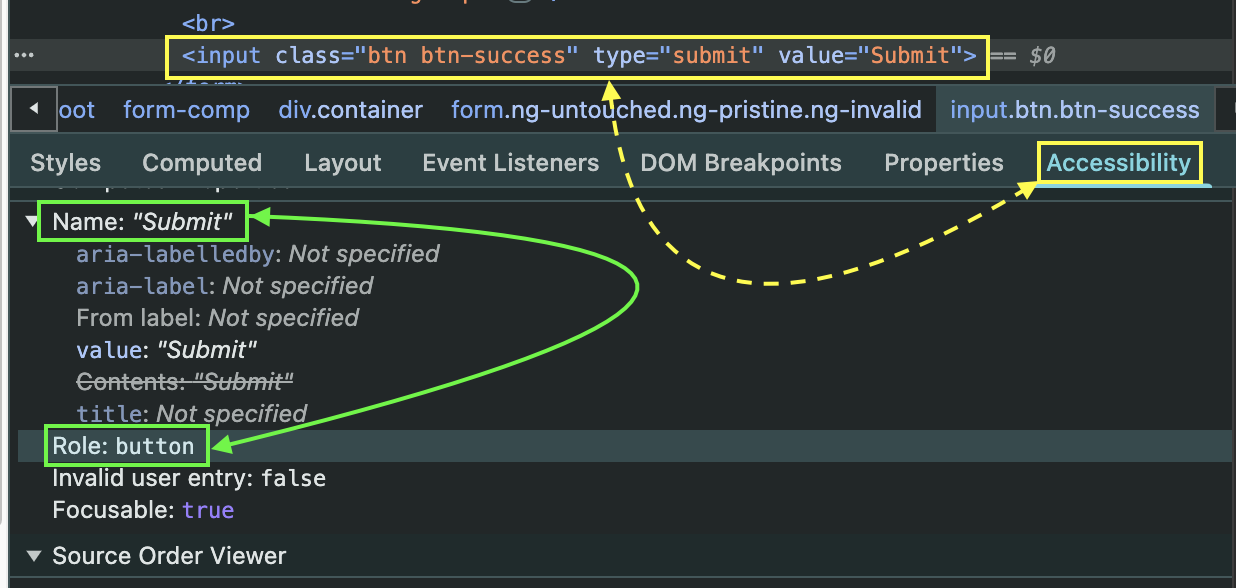 <br>
... <input class="btn btn-success" type="submit" value="Submit"> == $0
oot form-comp div.container form.ng-untouched.ng-pristine.ng-invalid input.btn.btn-success
Styles Computed Layout Event Listeners DOM Breakpoints Properties Accessibility
Name: "Submit"
aria-labelledby: Not specified
aria-label: Not specified
From label: Not specified
value: "Submit"
Contents: "Submit"
title: Not specified
Role: button
Invalid user entry: false
Focusable: true
Source Order Viewer